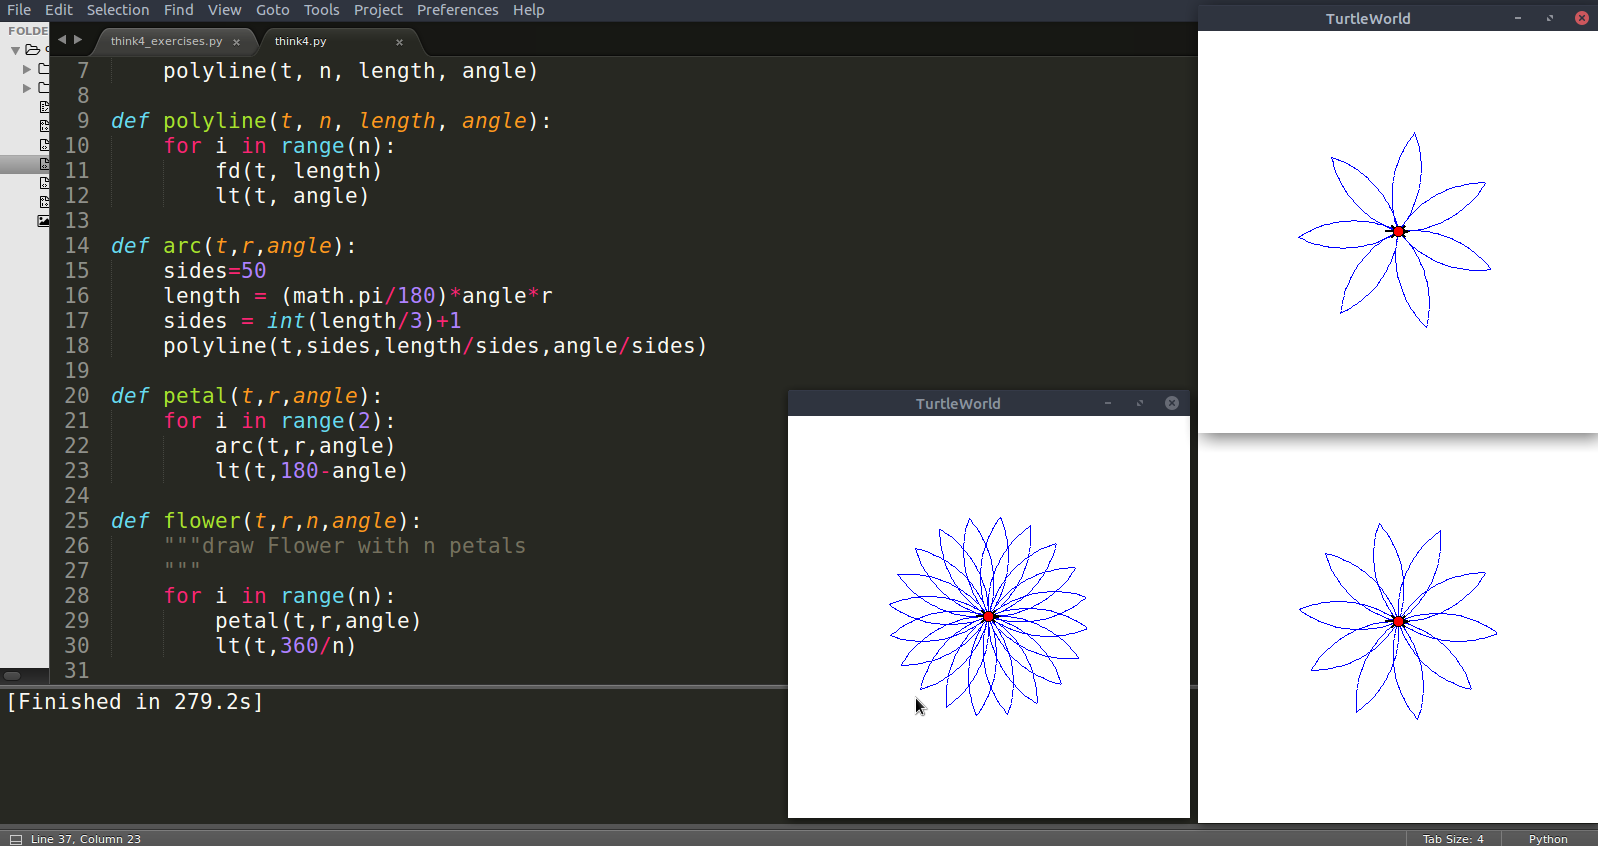 File Edit Selection Find View Goto Tools Project Preferences Help
TurtleWorld
FOLDE
think4_exercises.py × think4.py ×
7 polyline(t, n, length, angle)
8
9 def polyline(t, n, length, angle):
10 for i in range(n):
11 fd(t, length)
12 lt(t, angle)
13
14 def arc(t,r,angle):
15 sides=50
16 length = (math.pi/180)*angle*r
17 sides = int(length/3)+1
18 polyline(t,sides,length/sides,angle/sides)
19
20 def petal(t,r,angle):
21 for i in range(2):
22 arc(t,r,angle)
23 lt(t,180-angle)
24
25 def flower(t,r,n,angle):
26 """draw Flower with n petals
27 """
28 for i in range(n):
29 petal(t,r,angle)
30 lt(t,360/n)
31
TurtleWorld
[Finished in 279.2s]
Line 37, Column 23
Tab Size: 4
Python